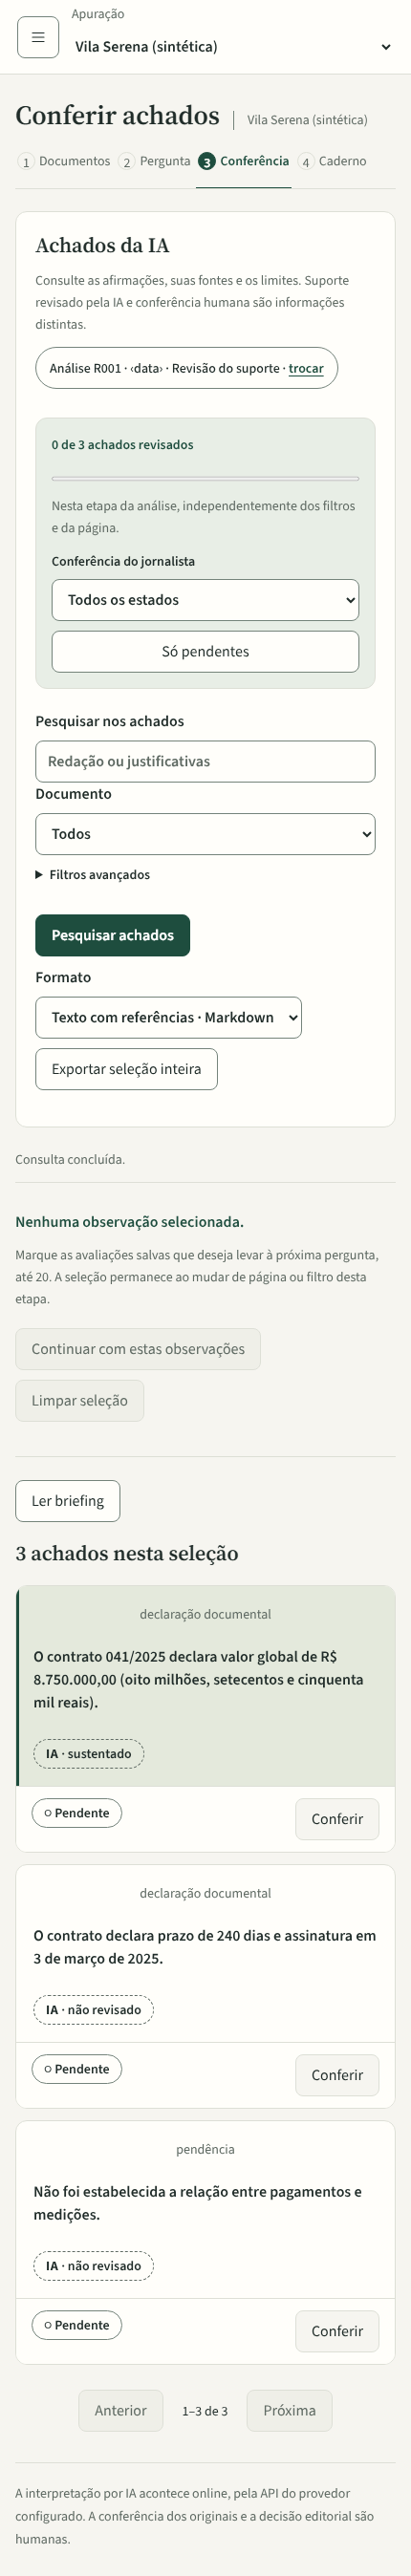 Apuração
Vila Serena (sintética)
Conferir achados
Vila Serena (sintética)
1 Documentos 2 Pergunta 3 Conferência 4 Caderno
Achados da IA
Consulte as afirmações, suas fontes e os limites. Suporte
revisado pela IA e conferência humana são informações
distintas.
Análise R001 · ‹data› · Revisão do suporte · trocar
0 de 3 achados revisados
Nesta etapa da análise, independentemente dos filtros
e da página.
Conferência do jornalista
Todos os estados
Só pendentes
Pesquisar nos achados
Redação ou justificativas
Documento
Todos
Filtros avançados
Pesquisar achados
Formato
Texto com referências · Markdown
Exportar seleção inteira
Consulta concluída.
Nenhuma observação selecionada.
Marque as avaliações salvas que deseja levar à próxima pergunta,
até 20. A seleção permanece ao mudar de página ou filtro desta
etapa.
Continuar com estas observações
Limpar seleção
Ler briefing
3 achados nesta seleção
declaração documental
O contrato 041/2025 declara valor global de R$
8.750.000,00 (oito milhões, setecentos e cinquenta
mil reais).
IA · sustentado
Pendente
Conferir
declaração documental
O contrato declara prazo de 240 dias e assinatura em
3 de março de 2025.
IA · não revisado
Pendente
Conferir
pendência
Não foi estabelecida a relação entre pagamentos e
medições.
IA · não revisado
Pendente
Conferir
Anterior
1–3 de 3
Próxima
A interpretação por IA acontece online, pela API do provedor
configurado. A conferência dos originais e a decisão editorial são
humanas.